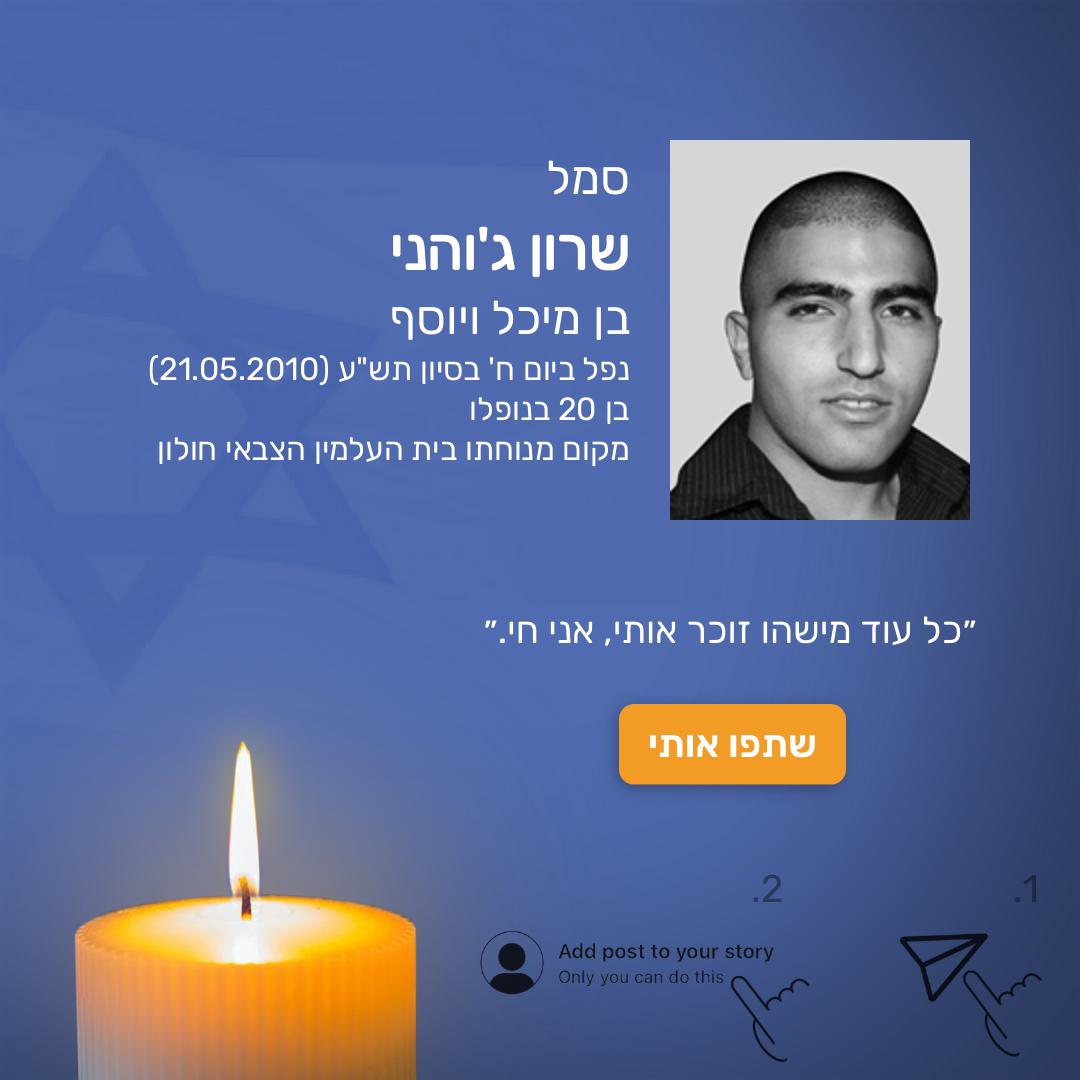 סמל
שרון ג'והני
בן מיכל ויוסף
נפל ביום ח' בסיון תש"ע (21.05.2010)
בן 20 בנופלו
מקום מנוחתו בית העלמין הצבאי חולון
״כל עוד מישהו זוכר אותי, אני חי.״
שתפו אותי
.1
.2
Add post to your story
Only you can do this